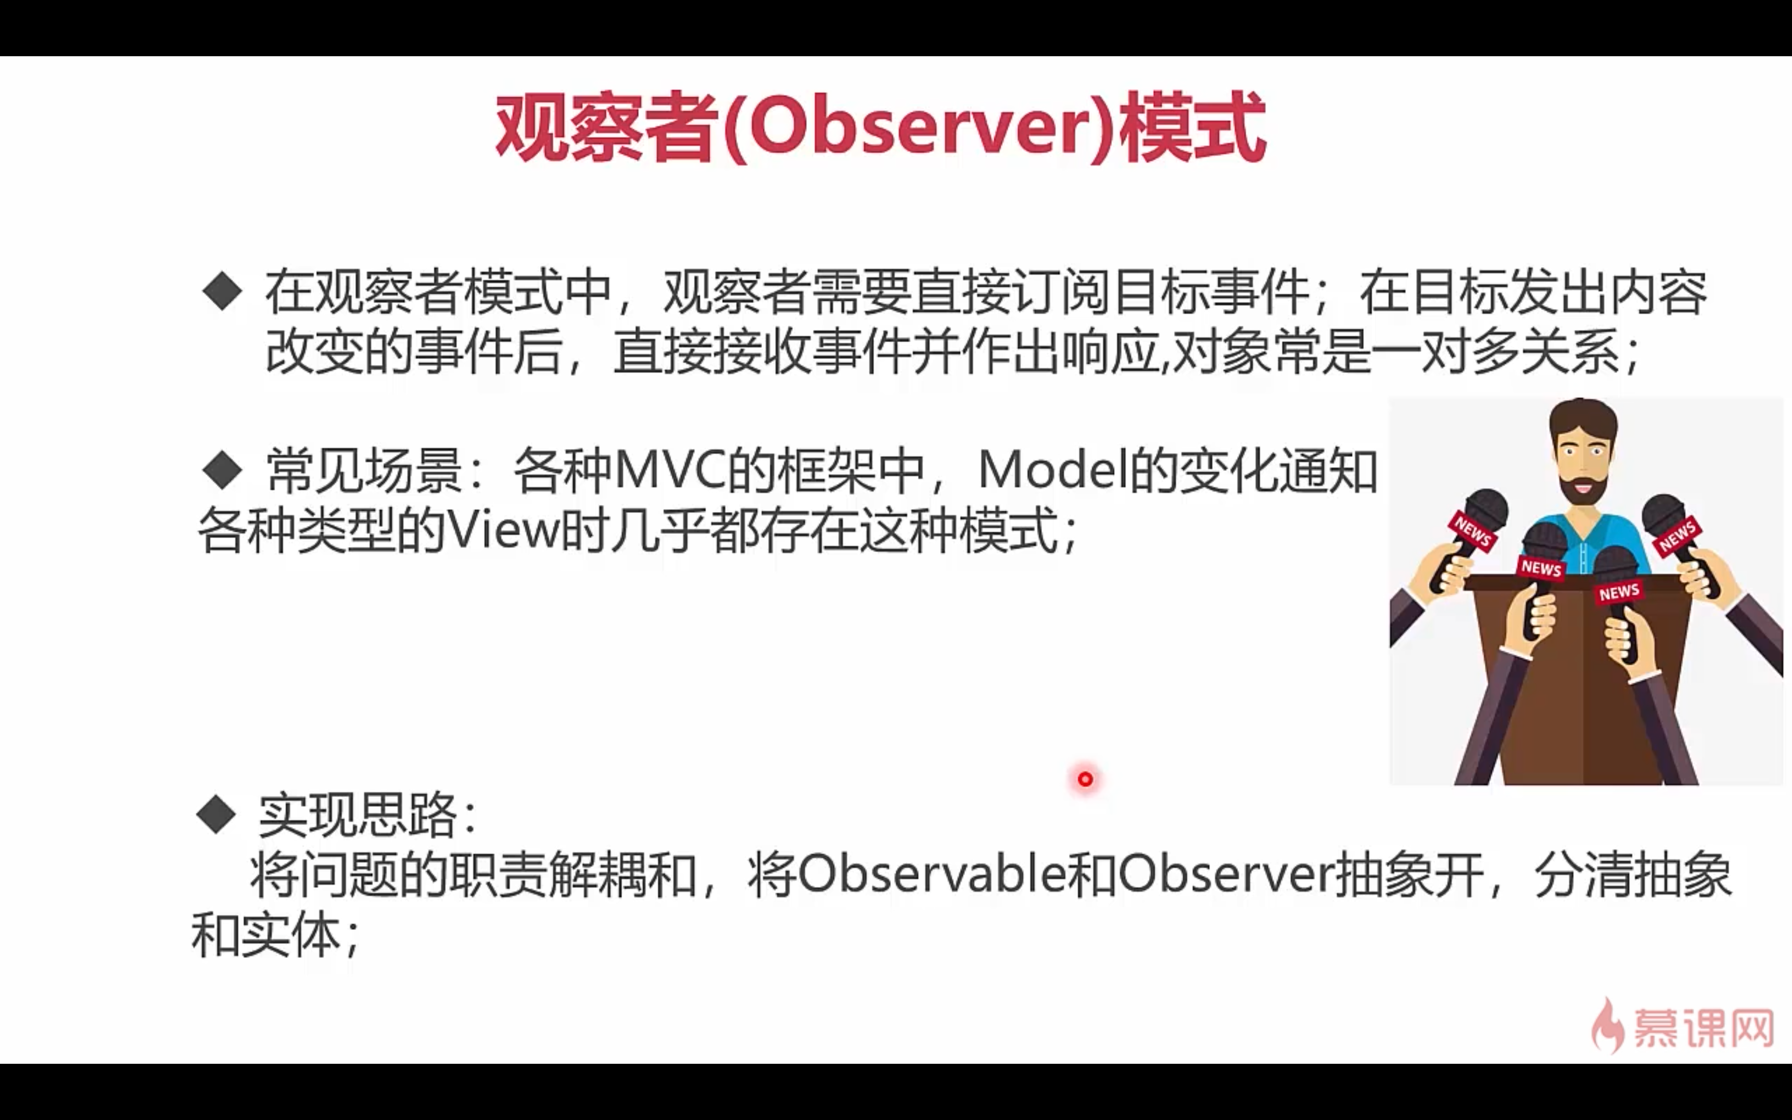 观察者(Observer)模式
◆ 在观察者模式中，观察者需要直接订阅目标事件；在目标发出内容
改变的事件后，直接接收事件并作出响应,对象常是一对多关系；
◆ 常见场景：各种MVC的框架中，Model的变化通知
各种类型的View时几乎都存在这种模式；
NEWS
NEWS
NEWS
NEWS
◆ 实现思路：
将问题的职责解耦和，将Observable和Observer抽象开，分清抽象
和实体；
慕课网